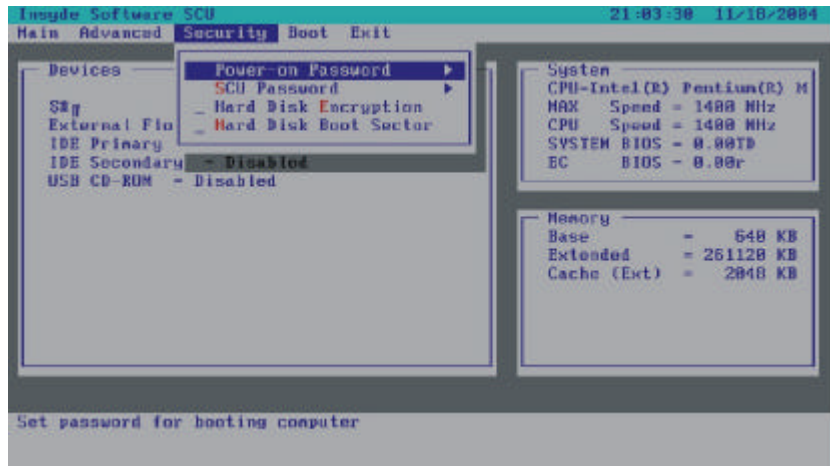 Insyde Software SCU 21:03:30 11/18/2004
Main Advanced Security Boot Exit
Power-on Password
SCU Password
_ Hard Disk Encryption
_ Hard Disk Boot Sector
Devices
External Flo
IDE Primary
IDE Secondary - Disabled
USB CD-ROM - Disabled
System
CPU-Intel(R) Pentium(R) M
MAX Speed = 1400 MHz
CPU Speed = 1400 MHz
SYSTEM BIOS - 0.00TD
EC BIOS - 0.00r
Memory
Base = 640 KB
Extended = 261120 KB
Cache (Ext) = 2048 KB
Set password for booting computer